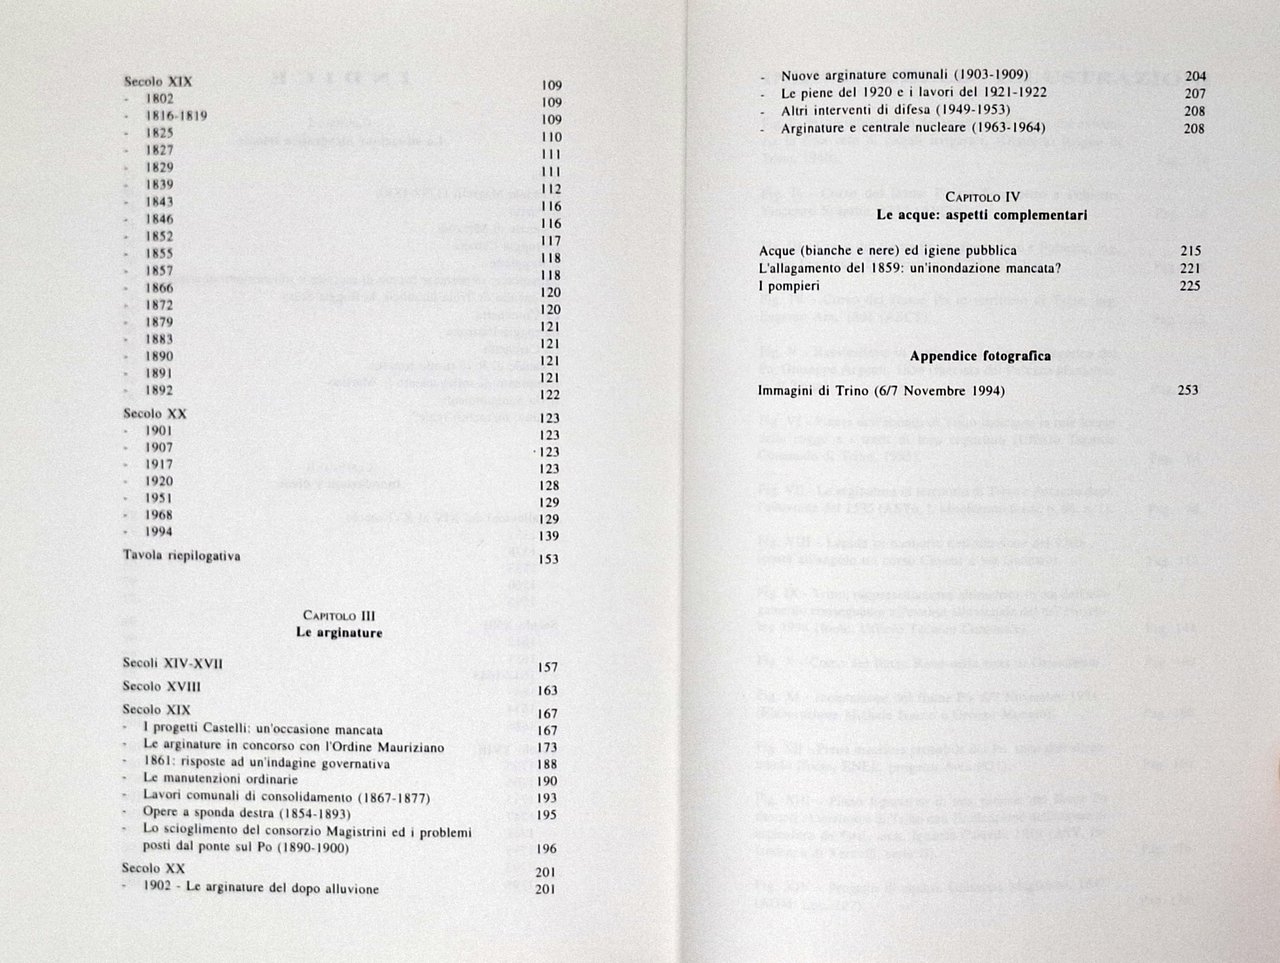 Secolo XIX 109
- 1802 109
- 1816-1819 109
- 1825 110
- 1827 111
- 1829 111
- 1839 112
- 1843 116
- 1846 116
- 1852 117
- 1855 118
- 1857 118
- 1866 120
- 1872 120
- 1879 121
- 1883 121
- 1890 121
- 1891 121
- 1892 122
Secolo XX 123
- 1901 123
- 1907 123
- 1917 123
- 1920 128
- 1951 129
- 1968 129
- 1994 139
Tavola riepilogativa 153
CAPITOLO III
Le arginature
Secoli XIV-XVII 157
Secolo XVIII 163
Secolo XIX 167
- I progetti Castelli: un'occasione mancata 167
- Le arginature in concorso con l'Ordine Mauriziano 173
- 1861: risposte ad un'indagine governativa 188
- Le manutenzioni ordinarie 190
- Lavori comunali di consolidamento (1867-1877) 193
- Opere a sponda destra (1854-1893) 195
- Lo scioglimento del consorzio Magistrini ed i problemi
posti dal ponte sul Po (1890-1900) 196
Secolo XX 201
- 1902 - Le arginature del dopo alluvione 201
- Nuove arginature comunali (1903-1909) 204
- Le piene del 1920 e i lavori del 1921-1922 207
- Altri interventi di difesa (1949-1953) 208
- Arginature e centrale nucleare (1963-1964) 208
CAPITOLO IV
Le acque: aspetti complementari
Acque (bianche e nere) ed igiene pubblica 215
L'allagamento del 1859: un'inondazione mancata? 221
I pompieri 225
Appendice fotografica
Immagini di Trino (6/7 Novembre 1994) 253